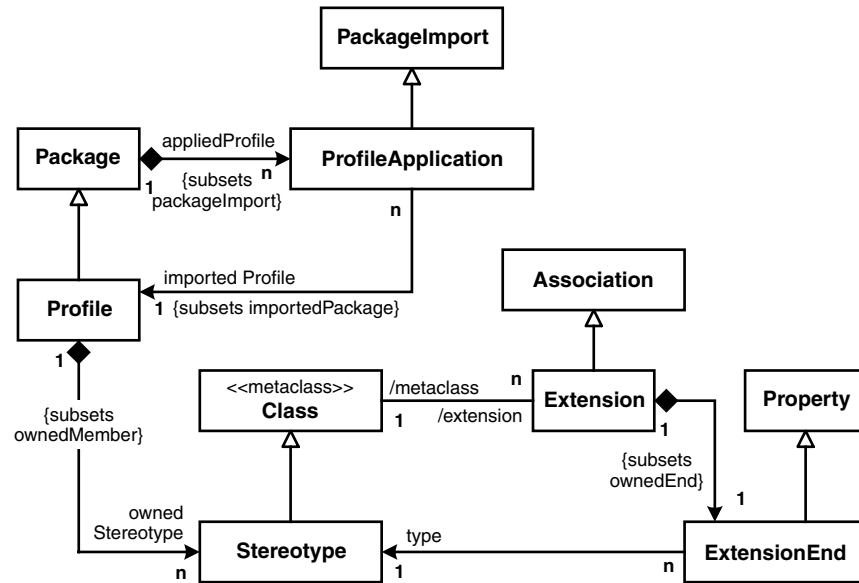 PackageImport
Package
appliedProfile
ProfileApplication
1
n
{subsets
packageImport}
n
imported Profile
Profile
1
{subsets importedPackage}
Association
1
<<metaclass>>
Class
/metaclass
n
1
/extension
Extension
1
Property
{subsets
ownedMember}
{subsets
ownedEnd}
1
owned
Stereotype
n
Stereotype
type
1
n
ExtensionEnd